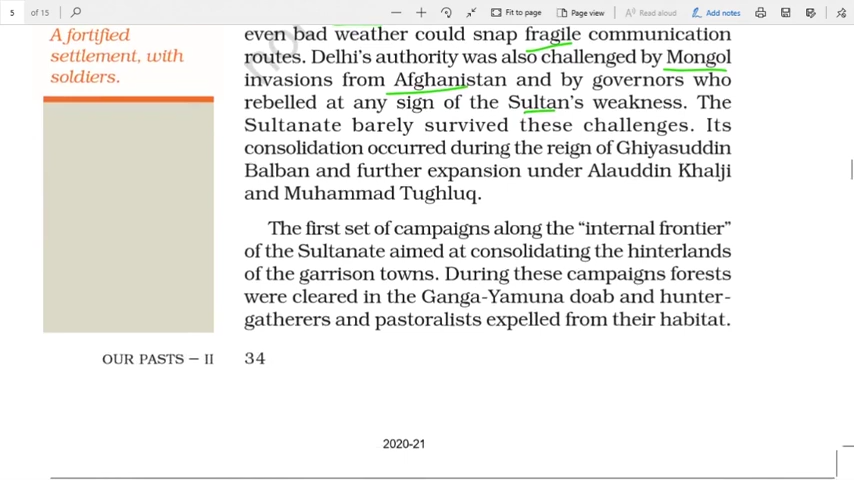 5 of 15 Fit to page Page view Read aloud Add notes
A fortified
settlement, with
soldiers.
even bad weather could snap fragile communication
routes. Delhi's authority was also challenged by Mongol
invasions from Afghanistan and by governors who
rebelled at any sign of the Sultan's weakness. The
Sultanate barely survived these challenges. Its
consolidation occurred during the reign of Ghiyasuddin
Balban and further expansion under Alauddin Khalji
and Muhammad Tughluq.
The first set of campaigns along the “internal frontier”
of the Sultanate aimed at consolidating the hinterlands
of the garrison towns. During these campaigns forests
were cleared in the Ganga-Yamuna doab and hunter-
gatherers and pastoralists expelled from their habitat.
OUR PASTS – II 34
2020-21